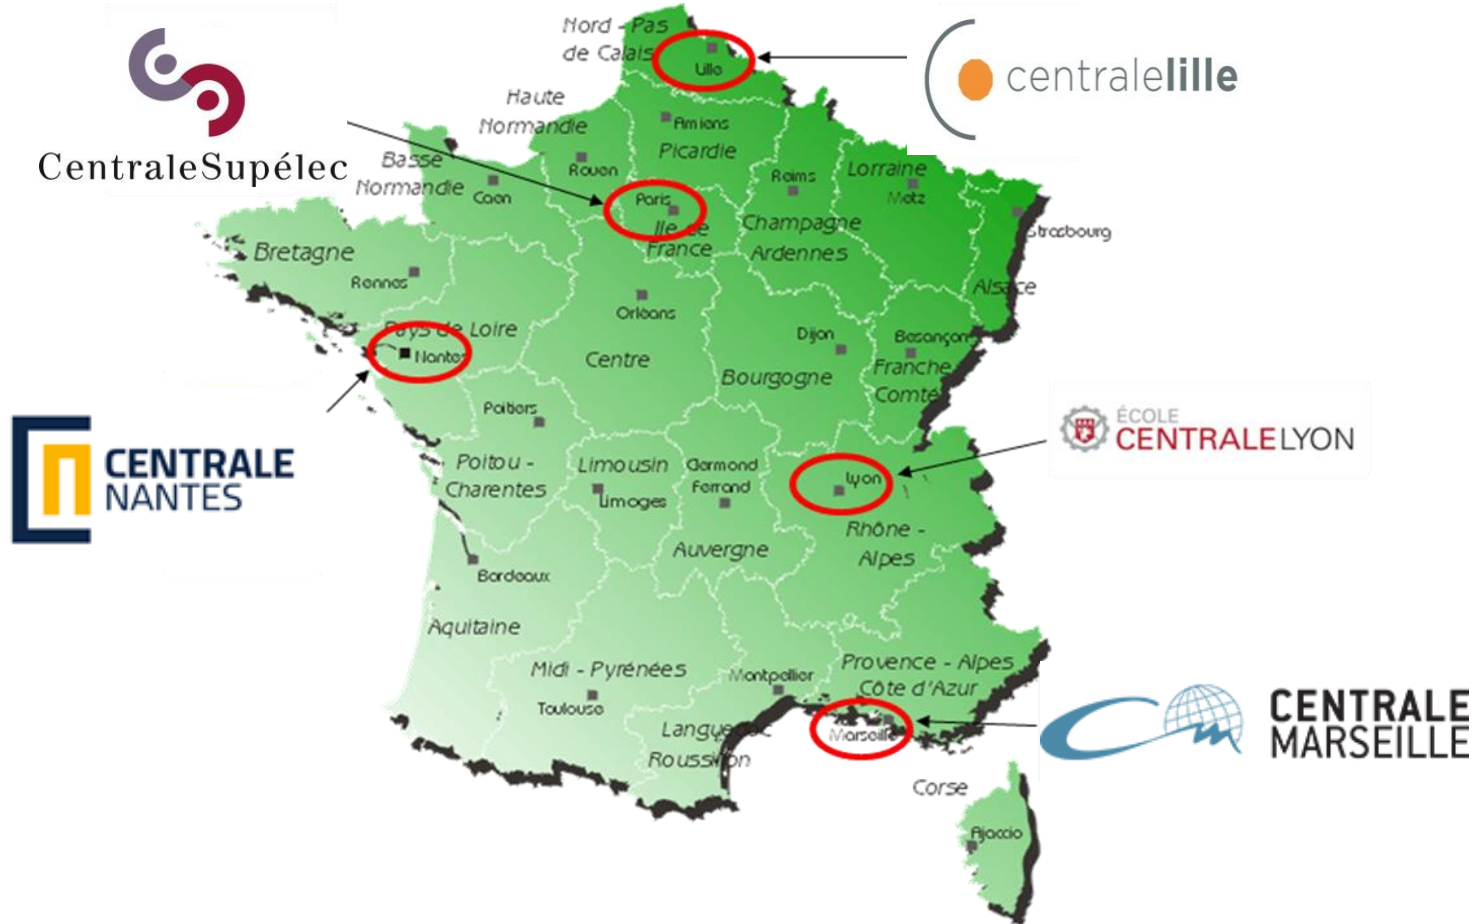 Nord - Pas
de Calais
Lille
centralelille
CentraleSupélec
Haute
Normandie
Amiens
Picardie
Basse
Normandie
Caen
Rouen
Reims
Lorraine
Metz
Paris
Ile de
France
Champagne
Ardennes
Strasbourg
Alsace
Bretagne
Rennes
Orléans
Pays de Loire
Nantes
Centre
Dijon
Bourgogne
Besançon
Franche
Comté
CENTRALE
NANTES
Poitiers
Poitou -
Charentes
Limousin
Limoges
Clermond
Ferrand
Auvergne
Lyon
ÉCOLE
CENTRALELYON
Rhône -
Alpes
Bordeaux
Aquitaine
Midi - Pyrénées
Toulouse
Montpellier
Languedoc
Roussillon
Provence - Alpes
Côte d'Azur
Marseille
CENTRALE
MARSEILLE
Corse
Ajaccio